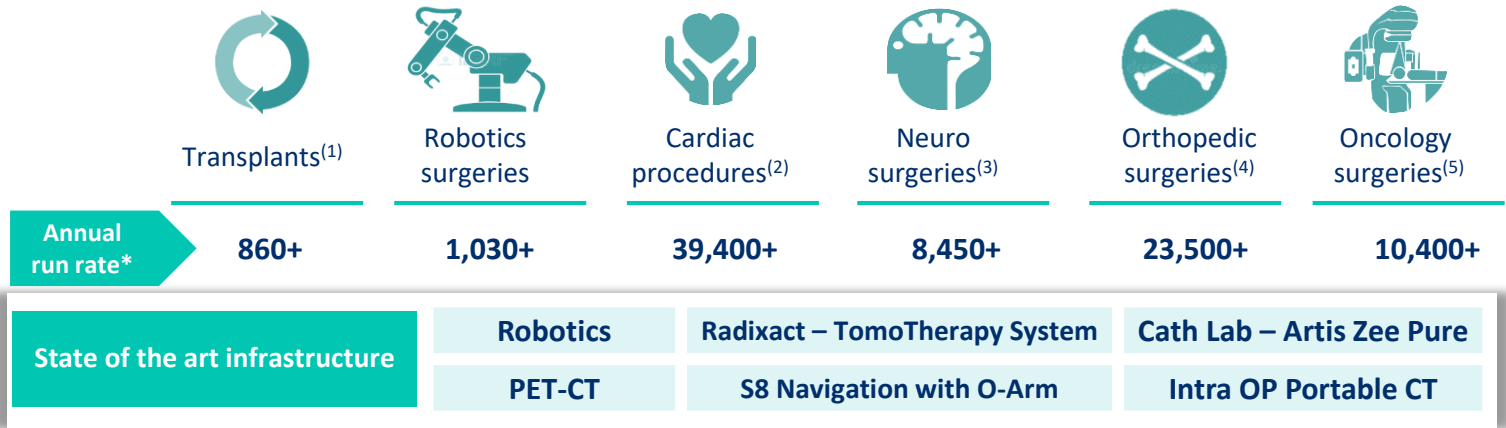 Transplants(1)
Robotics
surgeries
Cardiac
procedures(2)
Neuro
surgeries(3)
Orthopedic
surgeries(4)
Oncology
surgeries(5)
Annual
run rate*
860+
1,030+
39,400+
8,450+
23,500+
10,400+
State of the art infrastructure
Robotics
Radixact – TomoTherapy System
Cath Lab – Artis Zee Pure
PET-CT
S8 Navigation with O-Arm
Intra OP Portable CT